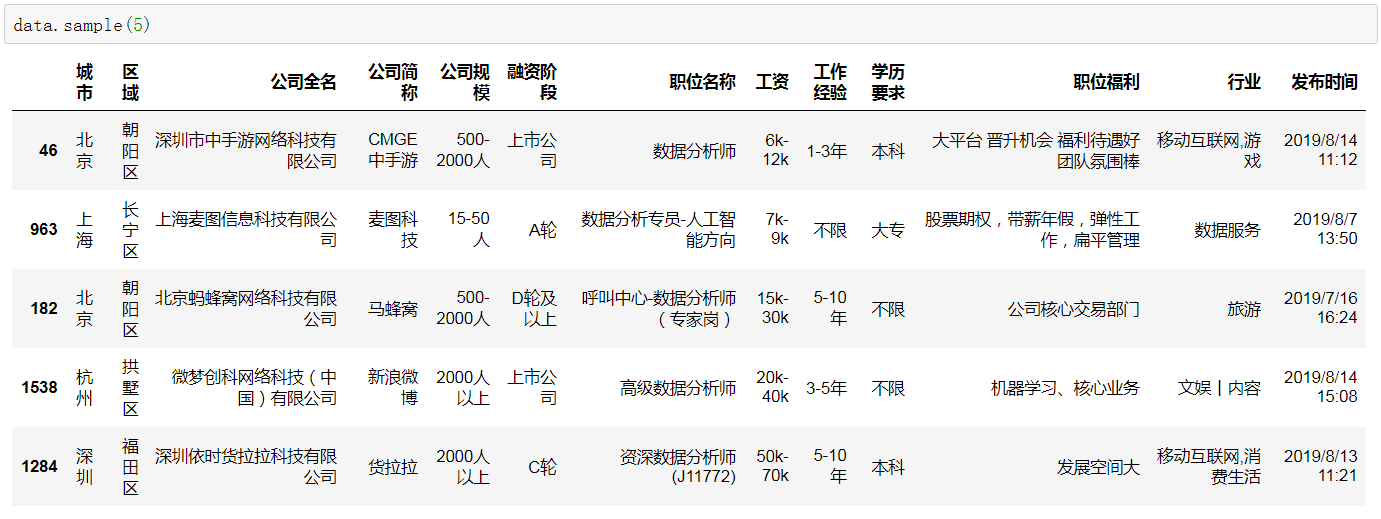 data.sample(5)
城
市
区
域
公司全名
公司简
称
公司规
模
融资阶
段
职位名称
工资
工作
经验
学历
要求
职位福利
行业
发布时间
46
北
京
朝
阳
区
深圳市中手游网络科技有
限公司
CMGE
中手游
500-
2000人
上市公
司
数据分析师
6k-
12k
1-3年
本科
大平台 晋升机会 福利待遇好
团队氛围棒
移动互联网,游
戏
2019/8/14
11:12
963
上
海
长
宁
区
上海麦图信息科技有限公
司
麦图科
技
15-50
人
A轮
数据分析专员-人工智
能方向
7k-
9k
不限
大专
股票期权，带薪年假，弹性工
作，扁平管理
数据服务
2019/8/7
13:50
182
北
京
朝
阳
区
北京蚂蜂窝网络科技有限
公司
马蜂窝
500-
2000人
D轮及
以上
呼叫中心-数据分析师
（专家岗）
15k-
30k
5-10
年
不限
公司核心交易部门
旅游
2019/7/16
16:24
1538
杭
州
拱
墅
区
微梦创科网络科技（中
国）有限公司
新浪微
博
2000人
以上
上市公
司
高级数据分析师
20k-
40k
3-5年
不限
机器学习、核心业务
文娱丨内容
2019/8/14
15:08
1284
深
圳
福
田
区
深圳依时货拉拉科技有限
公司
货拉拉
2000人
以上
C轮
资深数据分析师
(J11772)
50k-
70k
5-10
年
本科
发展空间大
移动互联网,消
费生活
2019/8/13
11:21